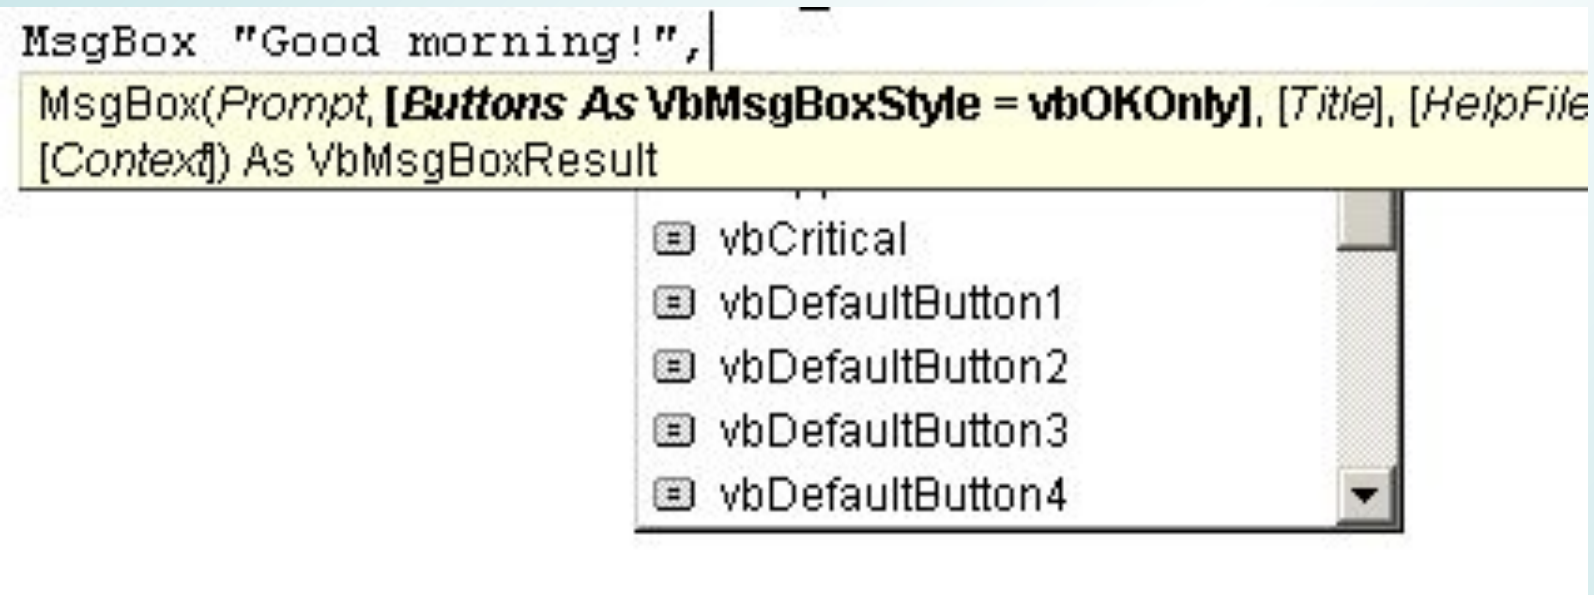 MsgBox "Good morning!",
MsgBox(Prompt, [Buttons As VbMsgBoxStyle = vbOKOnly], [Title], [HelpFile
[Context]) As VbMsgBoxResult
vbCritical
vbDefaultButton1
vbDefaultButton2
vbDefaultButton3
vbDefaultButton4